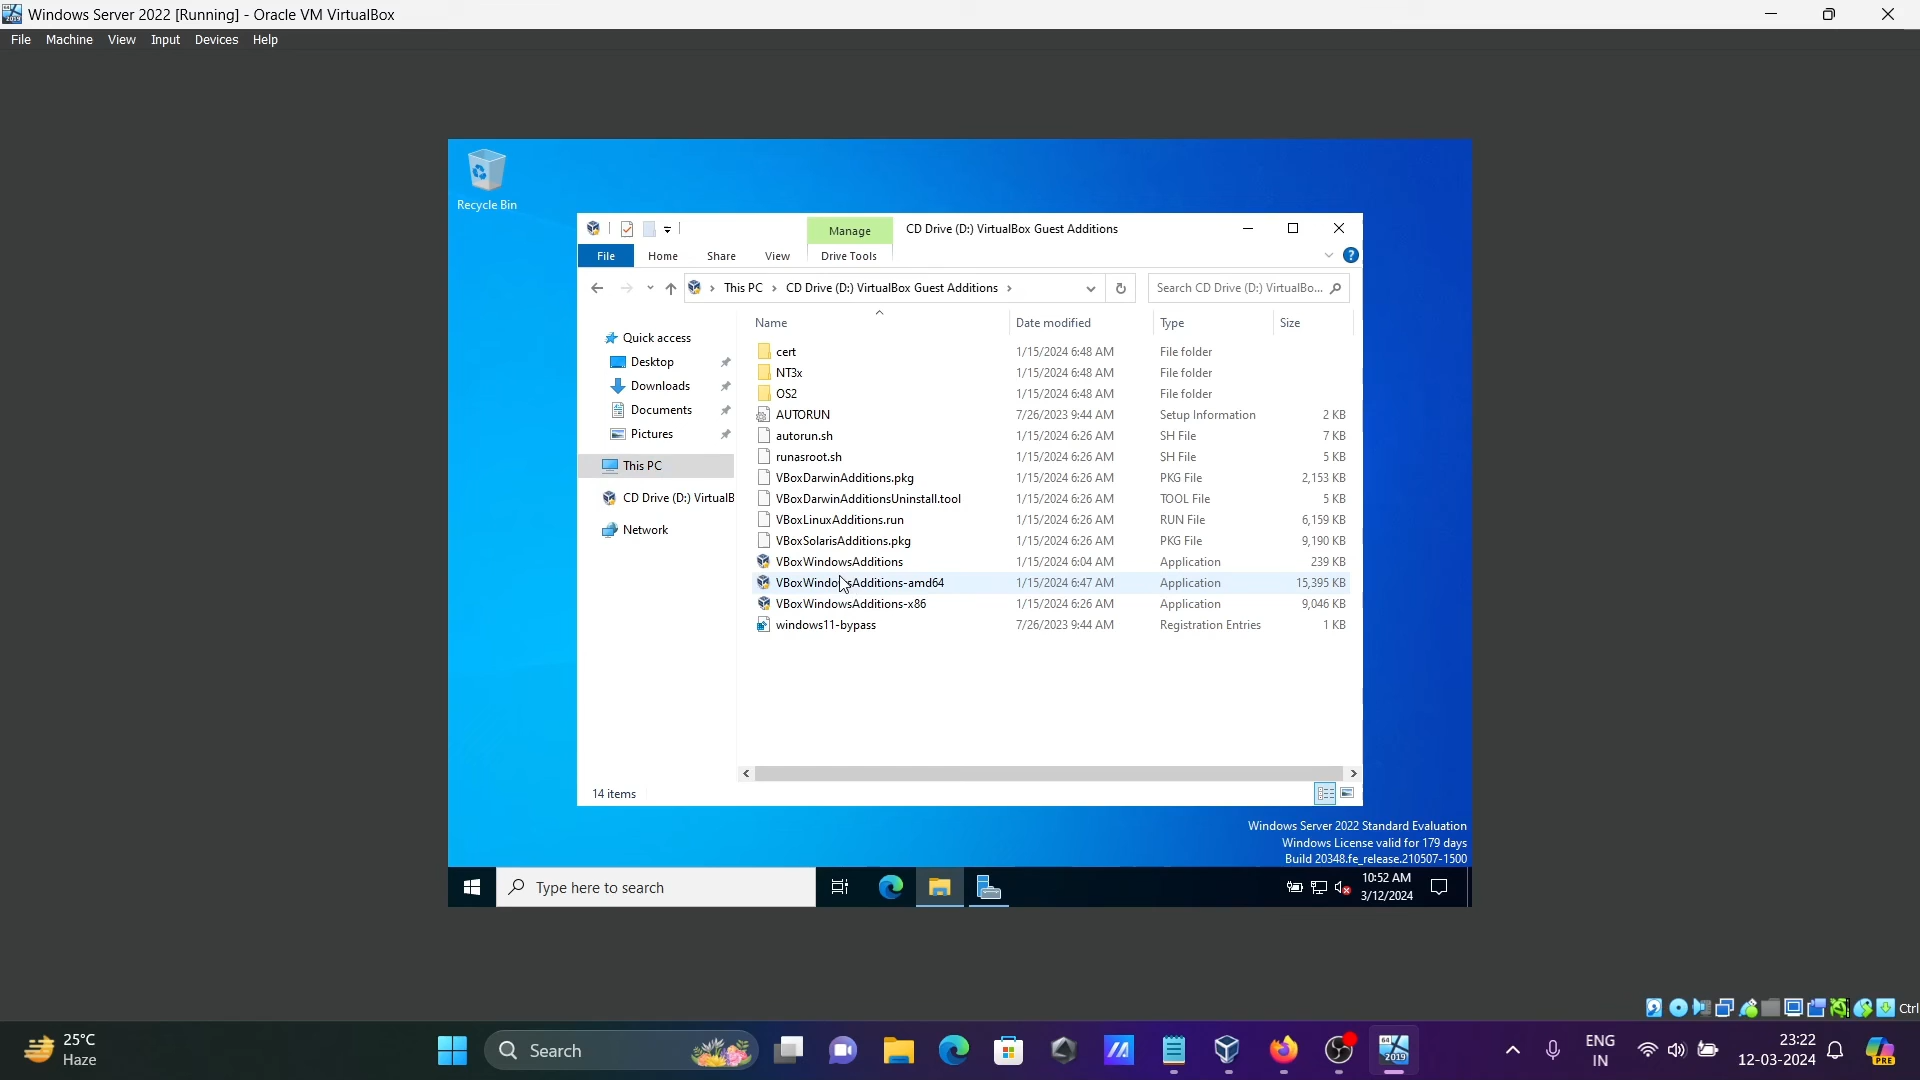 Windows Server 2022 [Running] - Oracle VM VirtualBox
File Machine View Input Devices Help
Recycle Bin
Manage CD Drive (D:) VirtualBox Guest Additions
File Home Share View Drive Tools
This PC CD Drive (D:) VirtualBox Guest Additions Search CD Drive (D:) VirtualBo...
Name Date modified Type Size
Quick access
Desktop
Downloads
Documents
Pictures
This PC
CD Drive (D:) VirtualB
Network
cert 1/15/2024 6:48 AM File folder
NT3x 1/15/2024 6:48 AM File folder
OS2 1/15/2024 6:48 AM File folder
AUTORUN 7/26/2023 9:44 AM Setup Information 2 KB
autorun.sh 1/15/2024 6:26 AM SH File 7 KB
runasroot.sh 1/15/2024 6:26 AM SH File 5 KB
VBoxDarwinAdditions.pkg 1/15/2024 6:26 AM PKG File 2,153 KB
VBoxDarwinAdditionsUninstall.tool 1/15/2024 6:26 AM TOOL File 5 KB
VBoxLinuxAdditions.run 1/15/2024 6:26 AM RUN File 6,159 KB
VBoxSolarisAdditions.pkg 1/15/2024 6:26 AM PKG File 9,190 KB
VBoxWindowsAdditions 1/15/2024 6:04 AM Application 239 KB
VBoxWindowsAdditions-amd64 1/15/2024 6:47 AM Application 15,395 KB
VBoxWindowsAdditions-x86 1/15/2024 6:26 AM Application 9,046 KB
windows11-bypass 7/26/2023 9:44 AM Registration Entries 1 KB
14 items
Windows Server 2022 Standard Evaluation
Windows License valid for 179 days
Build 20348.fe_release.210507-1500
Type here to search
10:52 AM
3/12/2024
Ctrl
25°C
Haze
Search
ENG
IN
23:22
12-03-2024
PRE